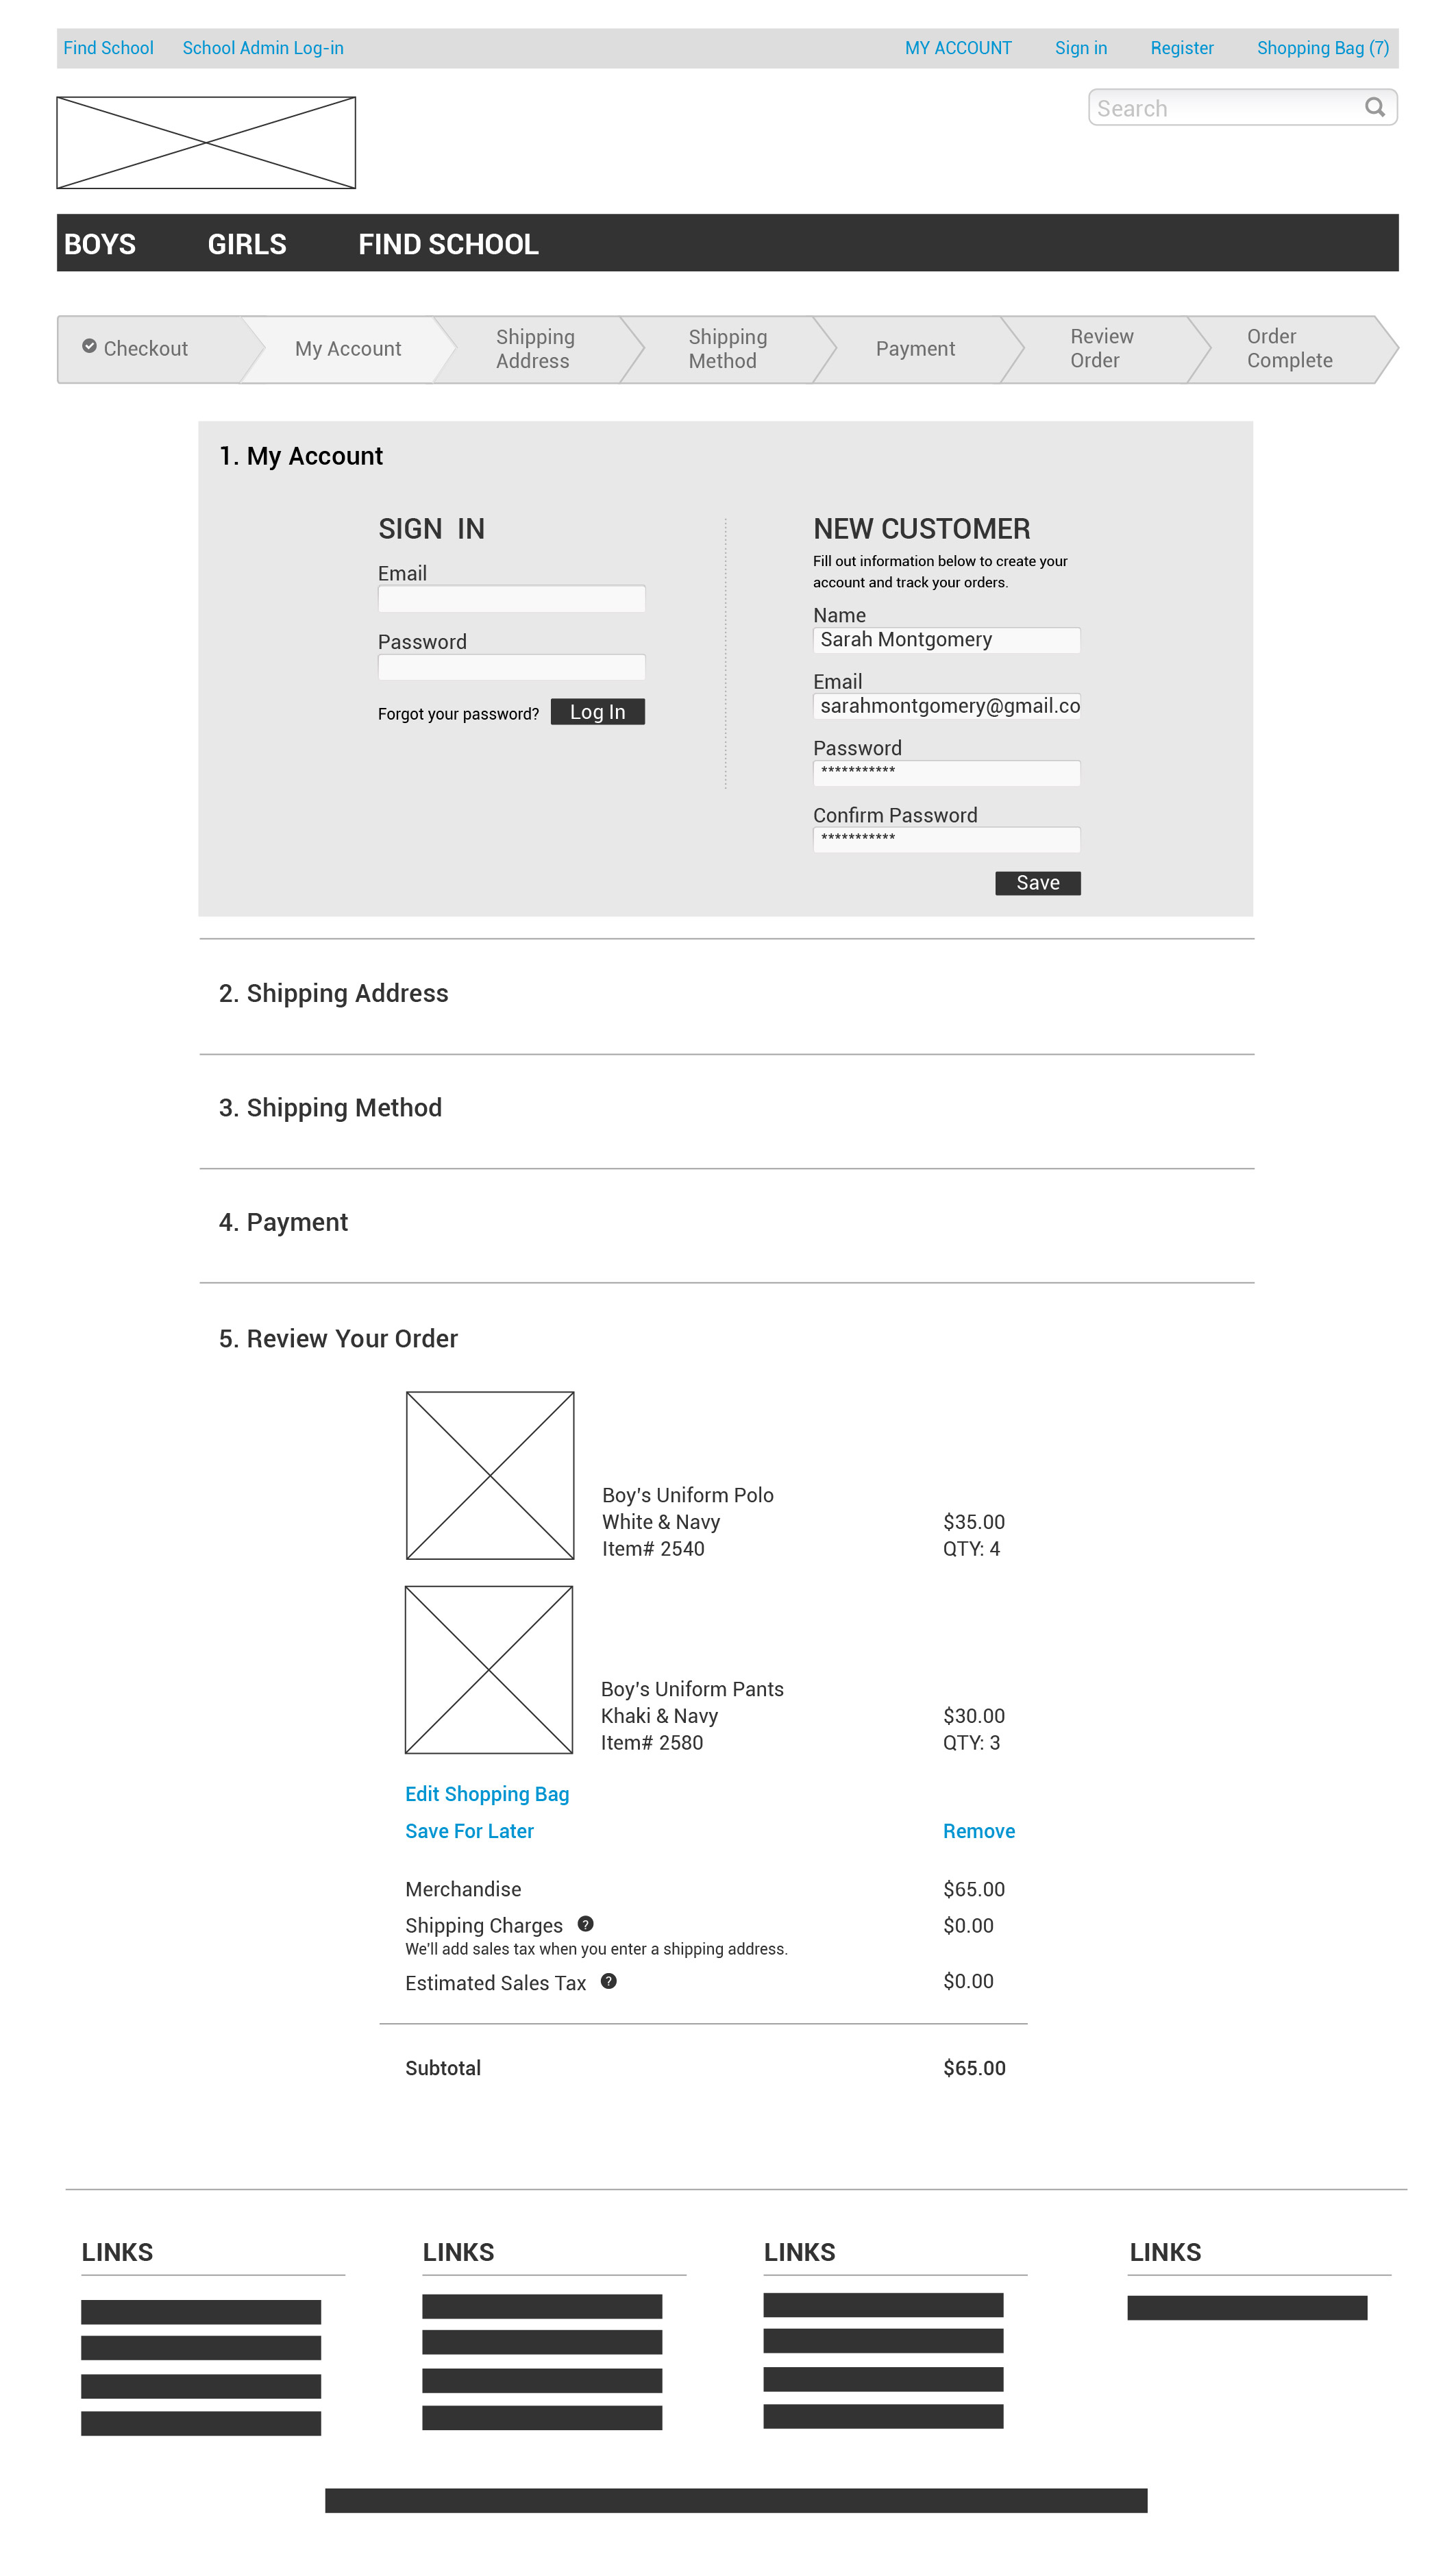 Find School School Admin Log-in MY ACCOUNT Sign in Register Shopping Bag (7)
Search
BOYS GIRLS FIND SCHOOL
Checkout
My Account
Shipping
Address
Shipping
Method
Payment
Review
Order
Order
Complete
1. My Account
SIGN IN
Email
Password
Forgot your password? Log In
NEW CUSTOMER
Fill out information below to create your
account and track your orders.
Name
Sarah Montgomery
Email
sarahmontgomery@gmail.co
Password
***********
Confirm Password
***********
Save
2. Shipping Address
3. Shipping Method
4. Payment
5. Review Your Order
Boy's Uniform Polo
White & Navy $35.00
Item# 2540 QTY: 4
Boy's Uniform Pants
Khaki & Navy $30.00
Item# 2580 QTY: 3
Edit Shopping Bag
Save For Later Remove
Merchandise $65.00
Shipping Charges ? $0.00
We'll add sales tax when you enter a shipping address.
Estimated Sales Tax ? $0.00
Subtotal $65.00
LINKS LINKS LINKS LINKS